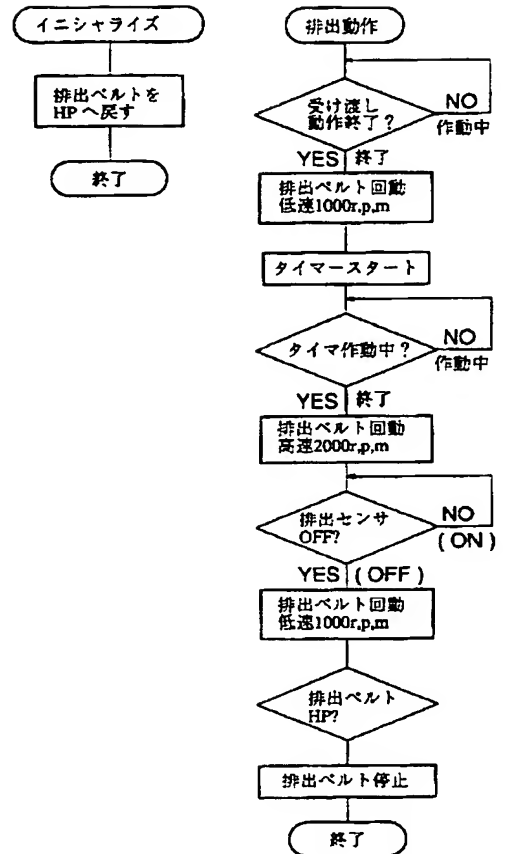 イニシャライズ
排出ベルトを
HPへ戻す
終了
排出動作
受け渡し
動作終了?
NO
作動中
YES 終了
排出ベルト回動
低速1000r,p,m
タイマースタート
タイマ作動中?
NO
作動中
YES 終了
排出ベルト回動
高速2000r,p,m
排出センサ
OFF?
NO
(ON)
YES (OFF)
排出ベルト回動
低速1000r,p,m
排出ベルト
HP?
排出ベルト停止
終了